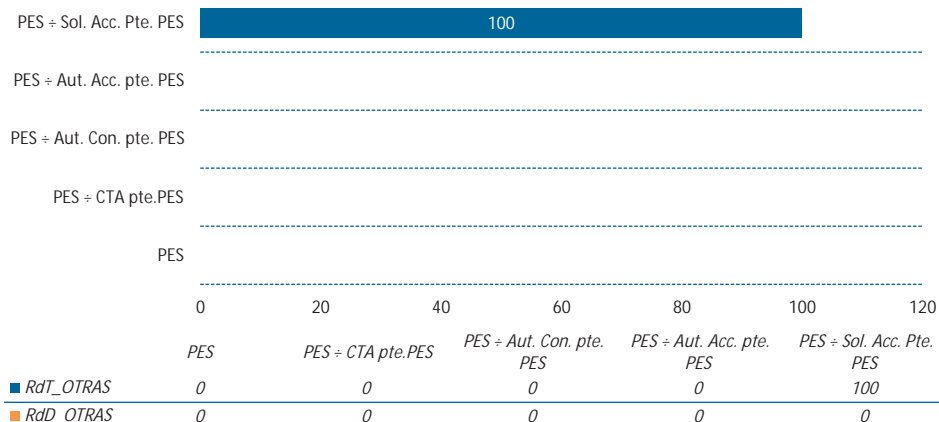 PES ÷ Sol. Acc. Pte. PES
100
PES ÷ Aut. Acc. pte. PES
PES ÷ Aut. Con. pte. PES
PES ÷ CTA pte.PES
PES
0 20 40 60 80 100 120
PES PES ÷ CTA pte.PES PES ÷ Aut. Con. pte. PES ÷ Aut. Acc. pte. PES ÷ Sol. Acc. Pte.
PES PES PES
RdT_OTRAS 0 0 0 0 100
RdD_OTRAS 0 0 0 0 0